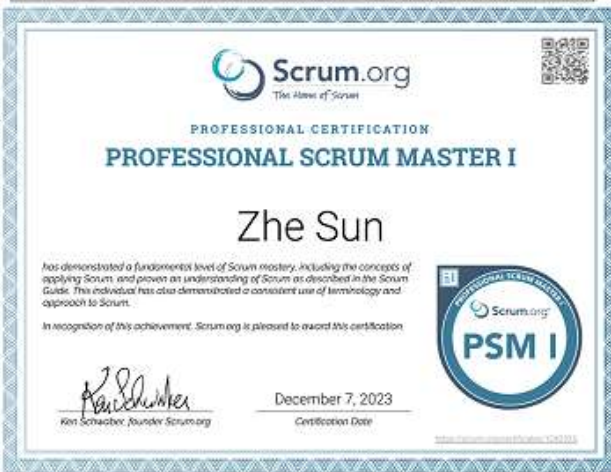 Scrum.org
The Home of Scrum
PROFESSIONAL CERTIFICATION
PROFESSIONAL SCRUM MASTER I
Zhe Sun
has demonstrated a fundamental level of Scrum mastery, including the concepts of
applying Scrum, and proven an understanding of Scrum as described in the Scrum
Guide. This individual has also demonstrated a consistent use of terminology and
approach to Scrum.
In recognition of this achievement, Scrum.org is pleased to award this certification
PROFESSIONAL SCRUM MASTER I
Scrum.org
PSM I
December 7, 2023
Ken Schwaber, founder Scrum.org
Certification Date